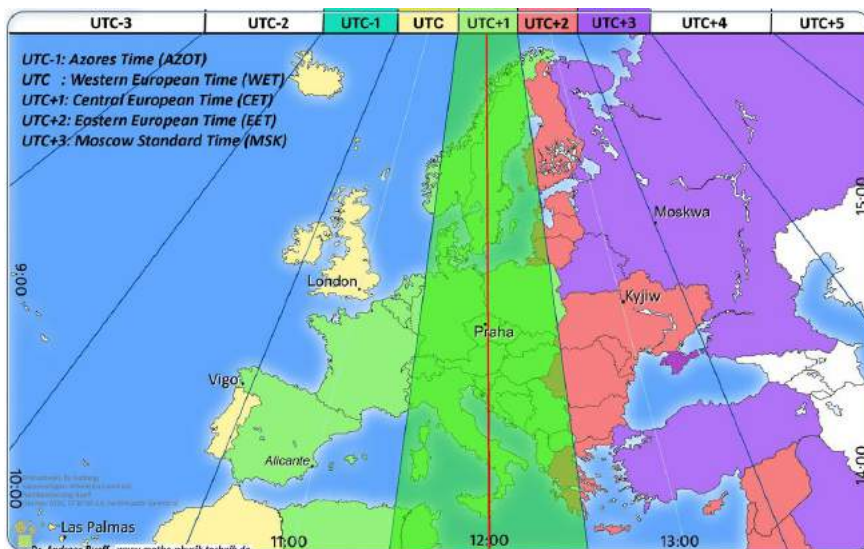 UTC-3 UTC-2 UTC-1 UTC UTC+1 UTC+2 UTC+3 UTC+4 UTC+5
UTC-1: Azores Time (AZOT)
UTC : Western European Time (WET)
UTC+1: Central European Time (CET)
UTC+2: Eastern European Time (EET)
UTC+3: Moscow Standard Time (MSK)
15:00
Moskwa
9:00
London
Kyjiw
Praha
Vigo
Alicante
10:00
14:00
Las Palmas
11:00
12:00
13:00